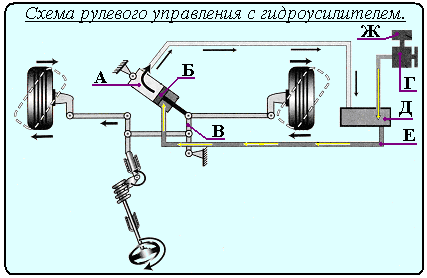 Схема рулевого управления с гидроусилителем.
Ж
А
Б
Г
Д
В
Е